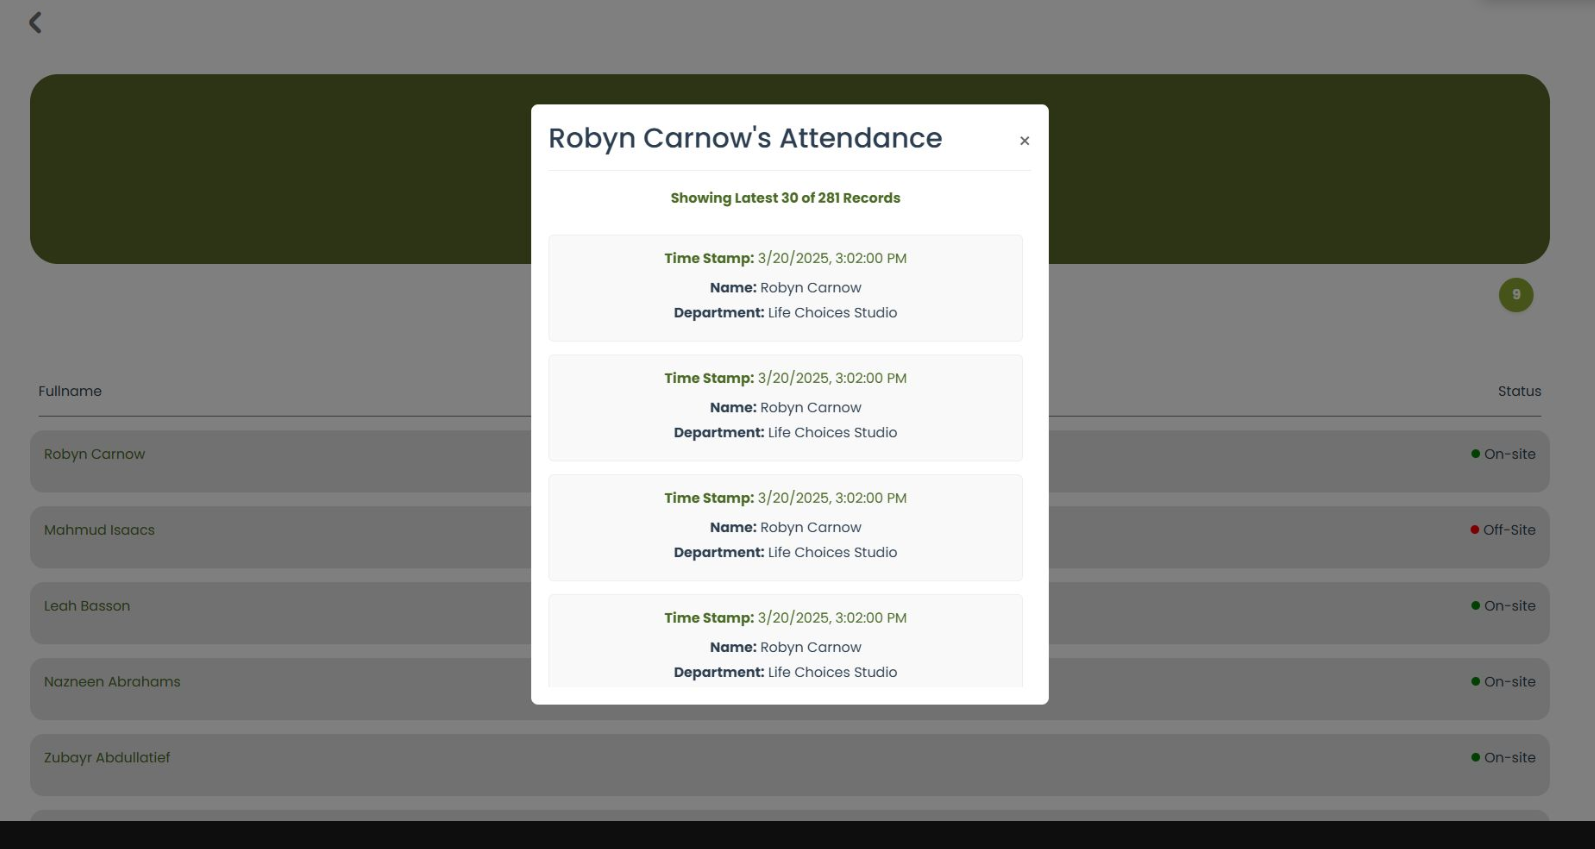 Robyn Carnow's Attendance
×
Showing Latest 30 of 281 Records
Time Stamp: 3/20/2025, 3:02:00 PM
Name: Robyn Carnow
Department: Life Choices Studio
Time Stamp: 3/20/2025, 3:02:00 PM
Name: Robyn Carnow
Department: Life Choices Studio
Time Stamp: 3/20/2025, 3:02:00 PM
Name: Robyn Carnow
Department: Life Choices Studio
Time Stamp: 3/20/2025, 3:02:00 PM
Name: Robyn Carnow
Department: Life Choices Studio
9
Fullname Status
Robyn Carnow On-site
Mahmud Isaacs Off-Site
Leah Basson On-site
Nazneen Abrahams On-site
Zubayr Abdullatief On-site